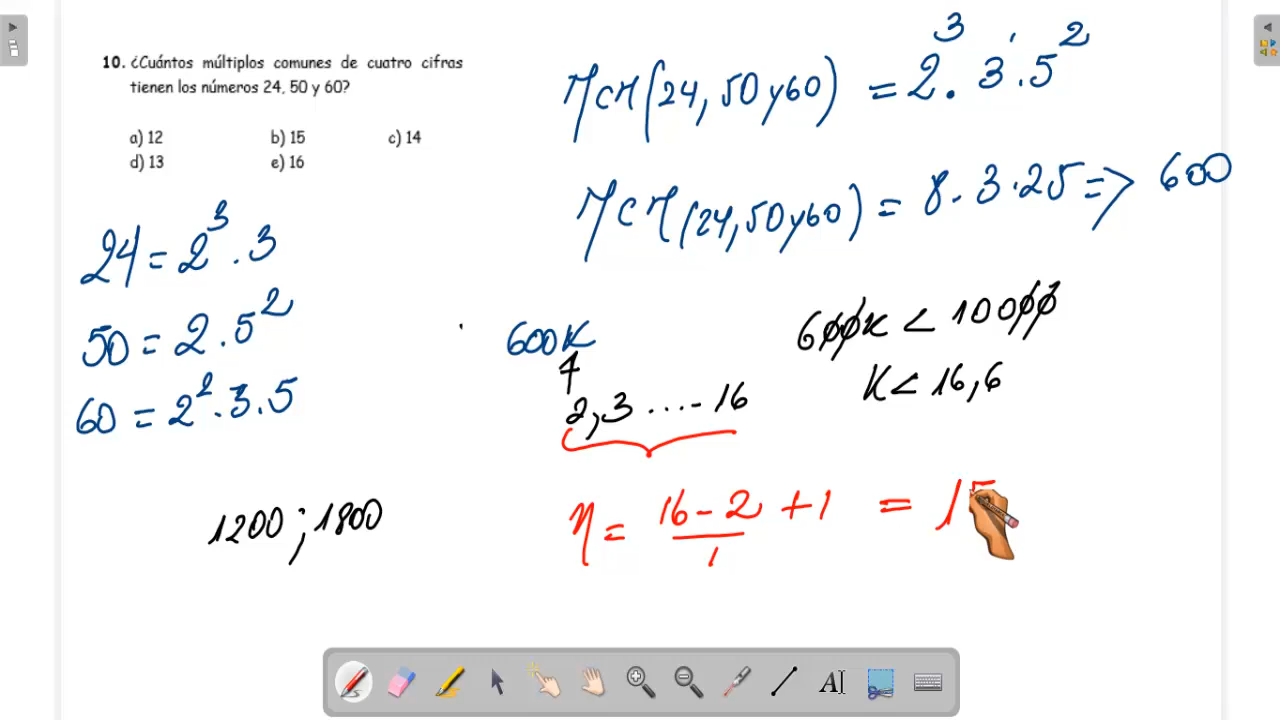 10. ¿Cuántos múltiplos comunes de cuatro cifras
tienen los números 24, 50 y 60?
a) 12 b) 15 c) 14
d) 13 e) 16
24 = 2³ . 3
50 = 2 . 5²
60 = 2² . 3 . 5
1200 ; 1800
MCM (24, 50 y 60) = 2³ . 3¹ . 5²
MCM (24, 50 y 60) = 8 . 3 . 25 => 600
600K
2, 3 .... - 16
600K < 10000
K < 16,6
n = 16 - 2 / 1 + 1 = 15
AI